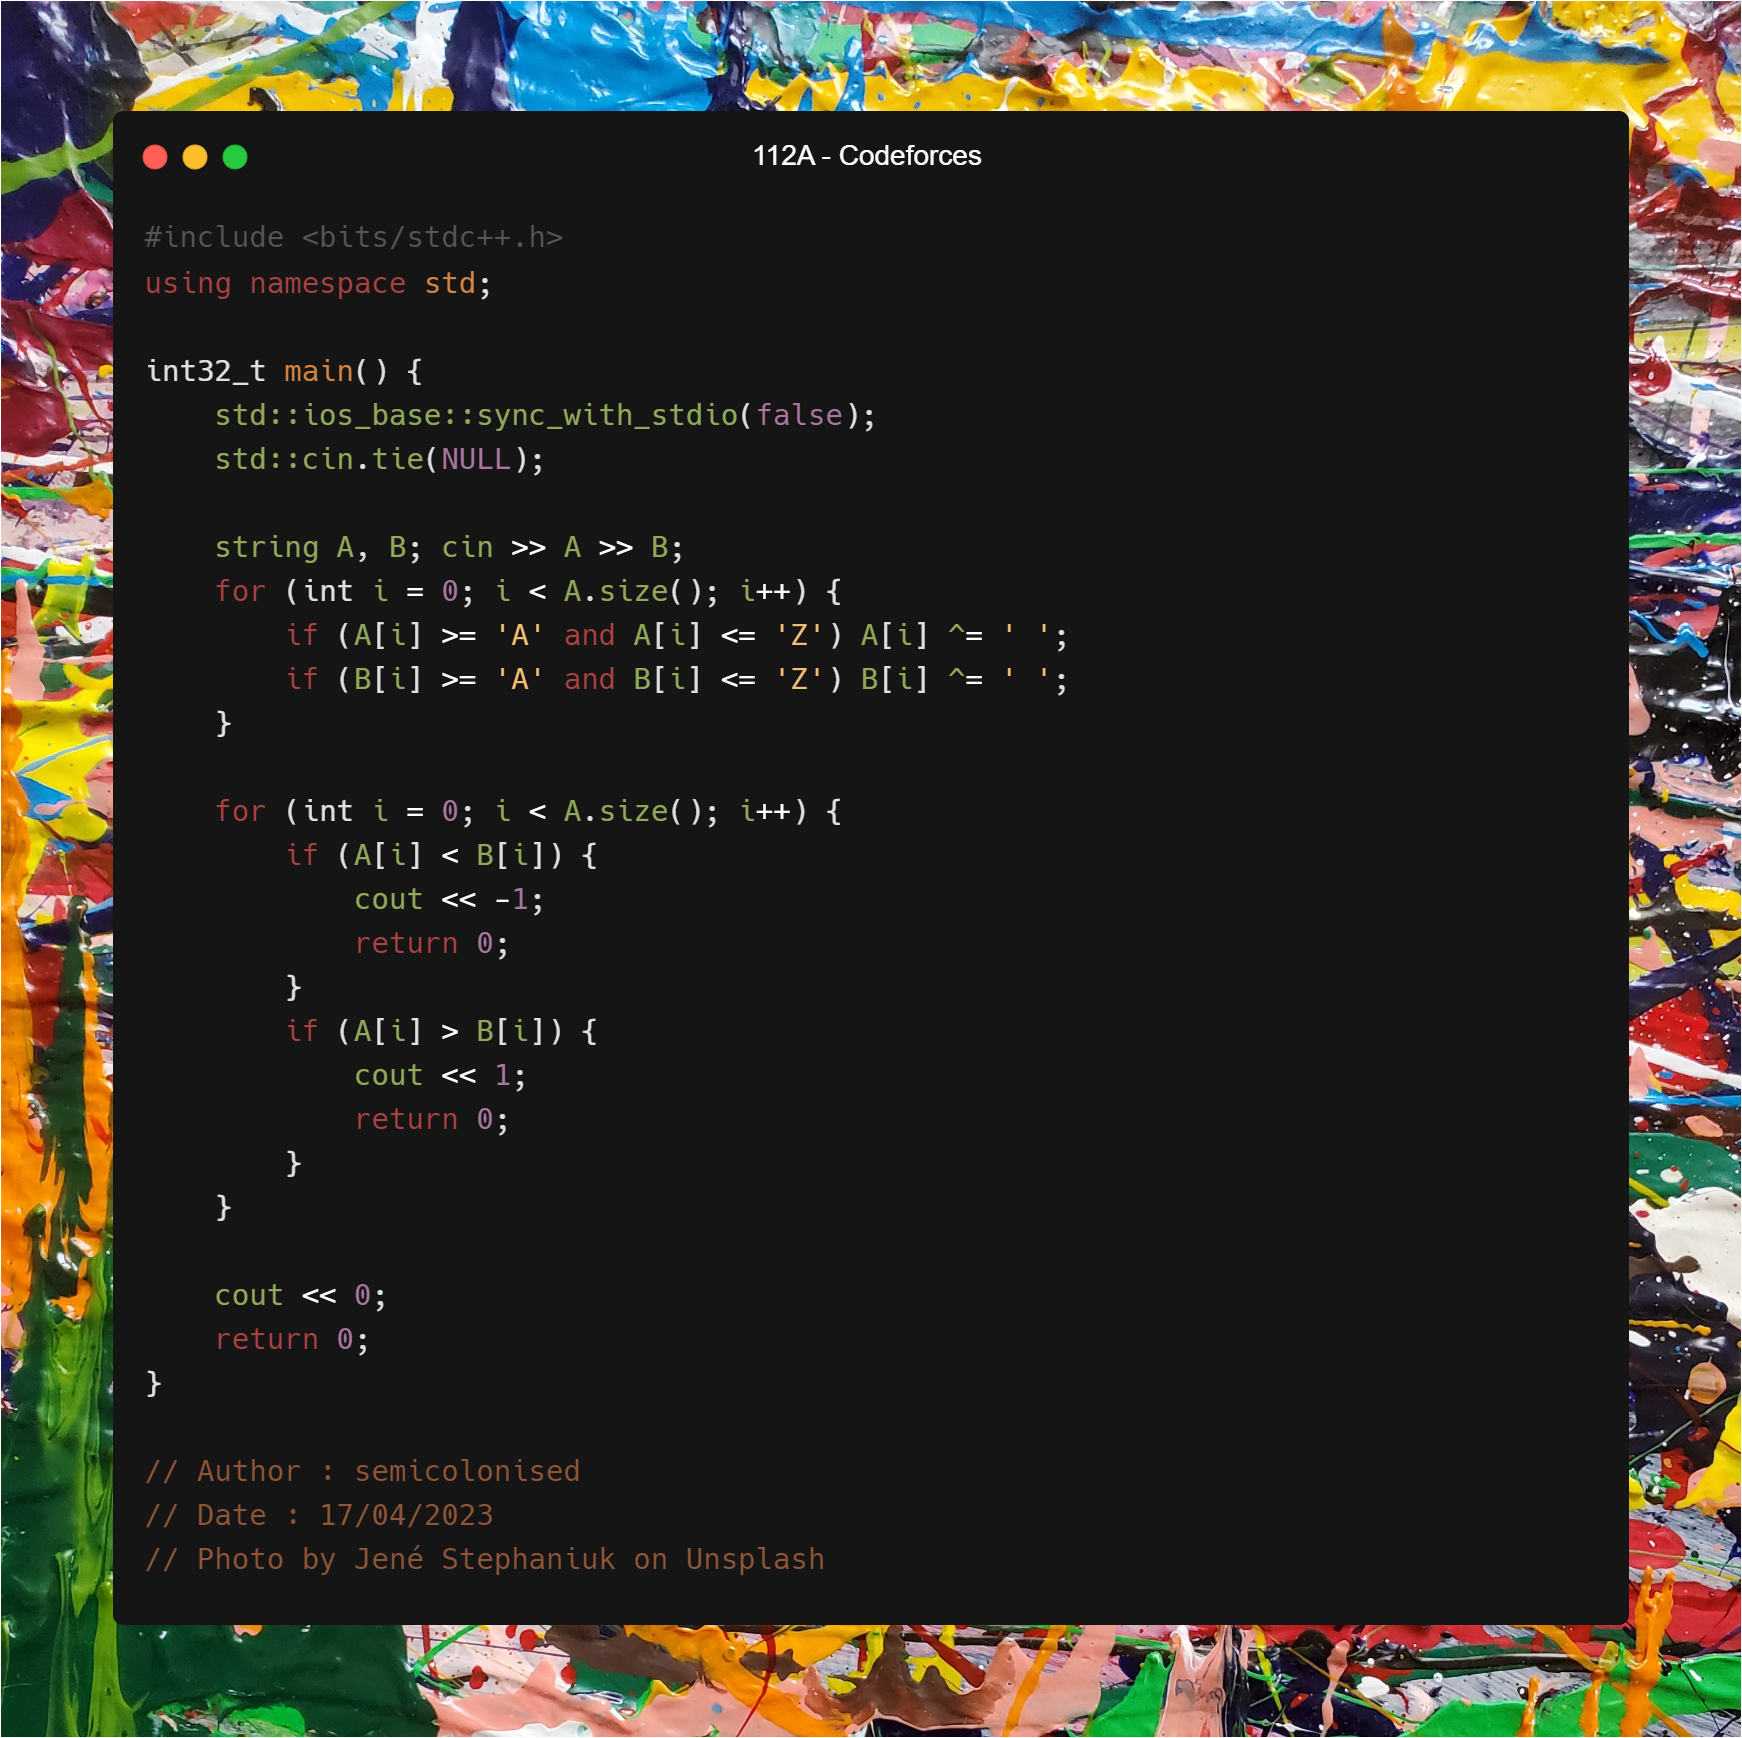 112A - Codeforces
#include <bits/stdc++.h>
using namespace std;

int32_t main() {
    std::ios_base::sync_with_stdio(false);
    std::cin.tie(NULL);

    string A, B; cin >> A >> B;
    for (int i = 0; i < A.size(); i++) {
        if (A[i] >= 'A' and A[i] <= 'Z') A[i] ^= ' ';
        if (B[i] >= 'A' and B[i] <= 'Z') B[i] ^= ' ';
    }

    for (int i = 0; i < A.size(); i++) {
        if (A[i] < B[i]) {
            cout << -1;
            return 0;
        }
        if (A[i] > B[i]) {
            cout << 1;
            return 0;
        }
    }

    cout << 0;
    return 0;
}

// Author : semicolonised
// Date : 17/04/2023
// Photo by Jené Stephaniuk on Unsplash